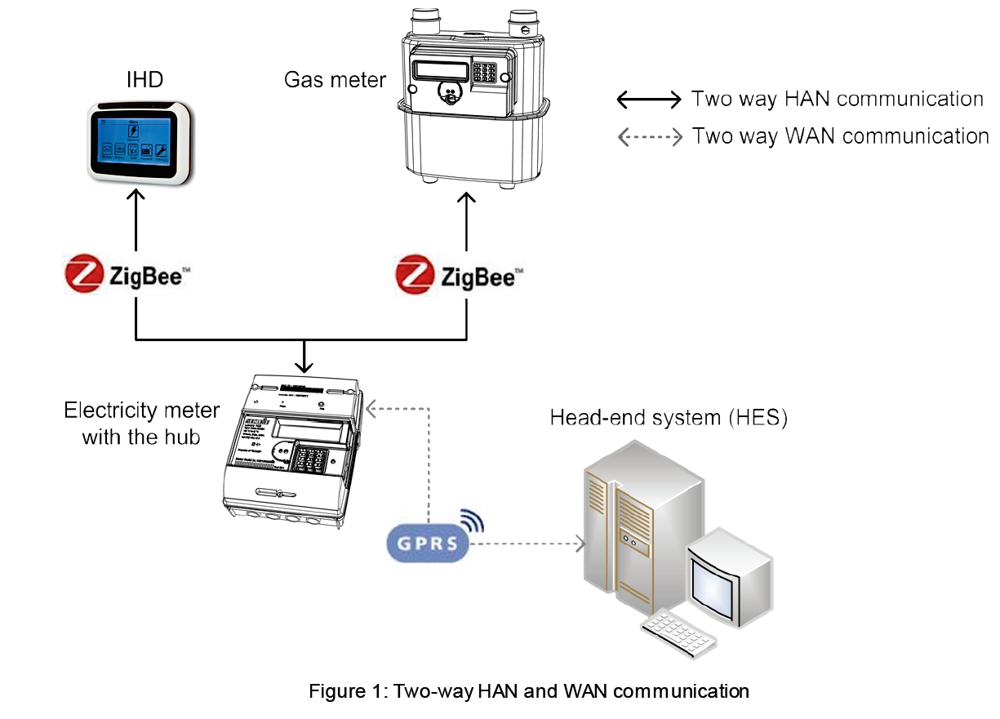 IHD
Gas meter
Two way HAN communication
Two way WAN communication
Menu
ZigBee™
ZigBee™
Electricity meter
with the hub
Head-end system (HES)
GPRS
Figure 1: Two-way HAN and WAN communication